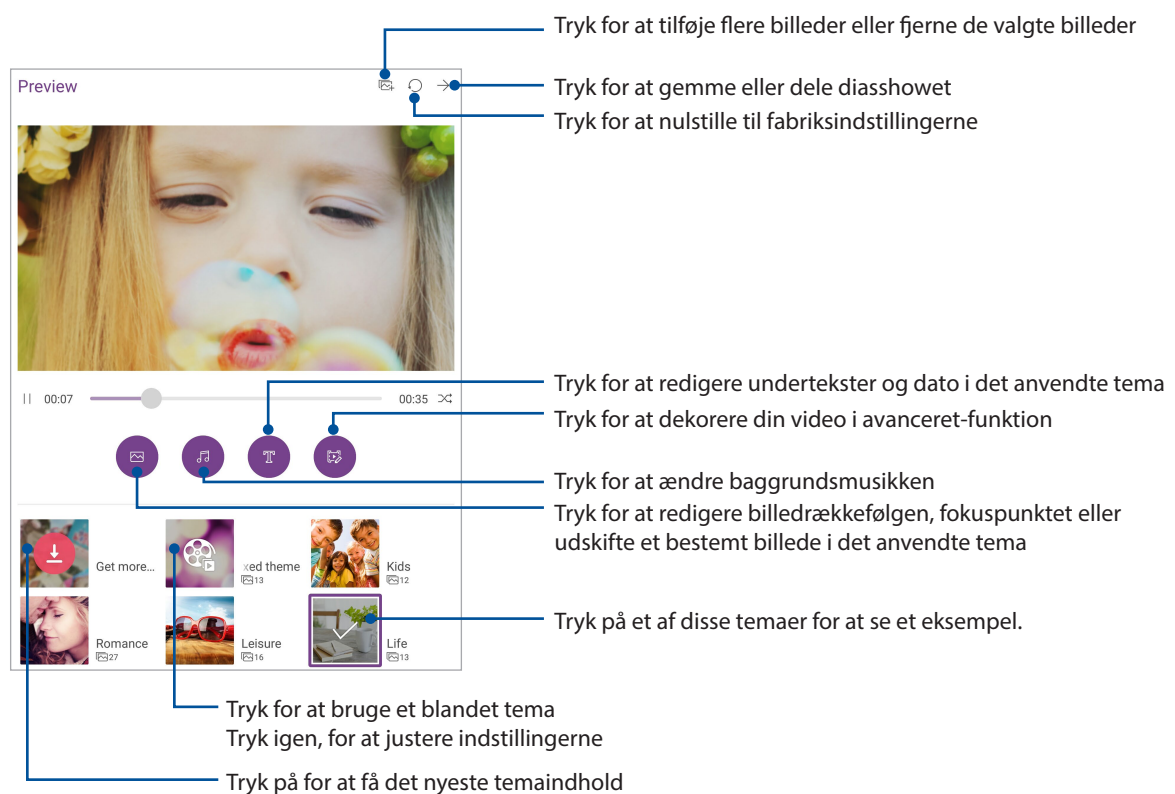 Tryk for at tilføje flere billeder eller fjerne de valgte billeder
Preview
Tryk for at gemme eller dele diasshowet
Tryk for at nulstille til fabriksindstillingerne
00:07
00:35
Tryk for at redigere undertekster og dato i det anvendte tema
Tryk for at dekorere din video i avanceret-funktion
T
Tryk for at ændre baggrundsmusikken
Tryk for at redigere billedrækkefølgen, fokuspunktet eller
udskifte et bestemt billede i det anvendte tema
Get more...
xed theme
13
Kids
12
Romance
27
Leisure
16
Life
13
Tryk på et af disse temaer for at se et eksempel.
Tryk for at bruge et blandet tema
Tryk igen, for at justere indstillingerne
Tryk på for at få det nyeste temaindhold